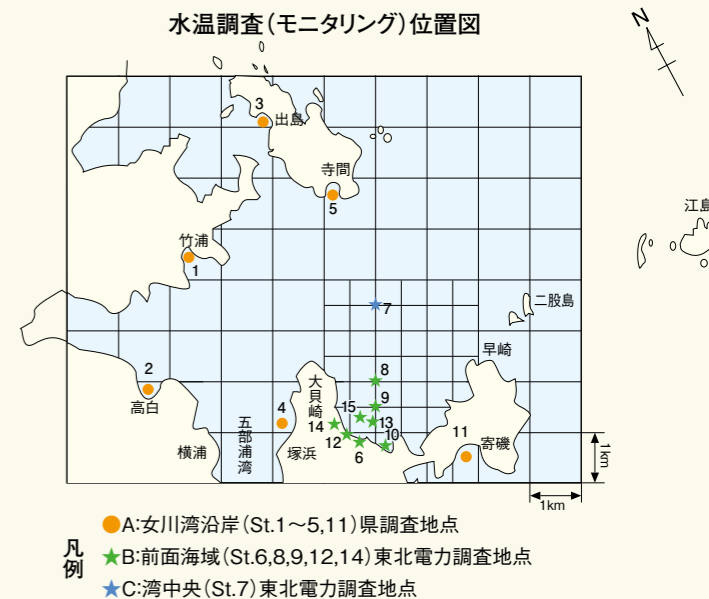 水温調査(モニタリング)位置図
N
3
出島
寺間
5
江島
竹浦
1
7
二股島
早崎
2
高白
8
大貝崎
9
15
14
13
4
12
10
6
11
寄磯
五部浦湾
横浦
塚浜
1km
1km
凡例
A:女川湾沿岸(St.1～5,11)県調査地点
B:前面海域(St.6,8,9,12,14)東北電力調査地点
C:湾中央(St.7)東北電力調査地点